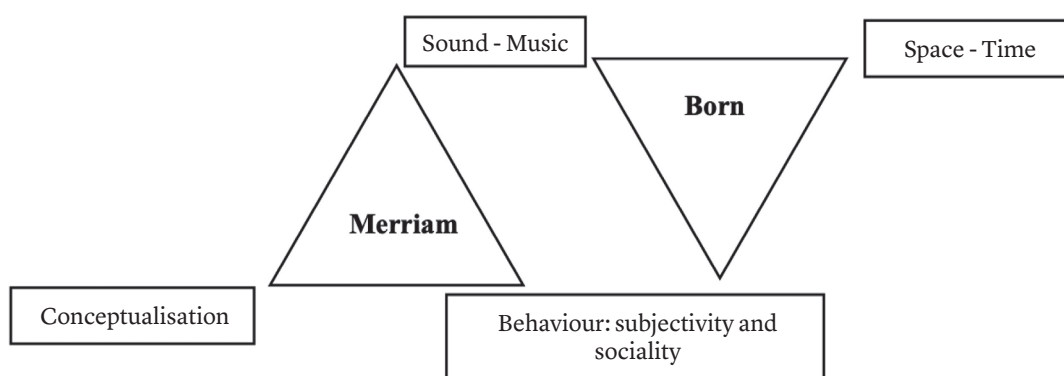 Sound - Music
Space - Time
Born
Merriam
Conceptualisation
Behaviour: subjectivity and
sociality